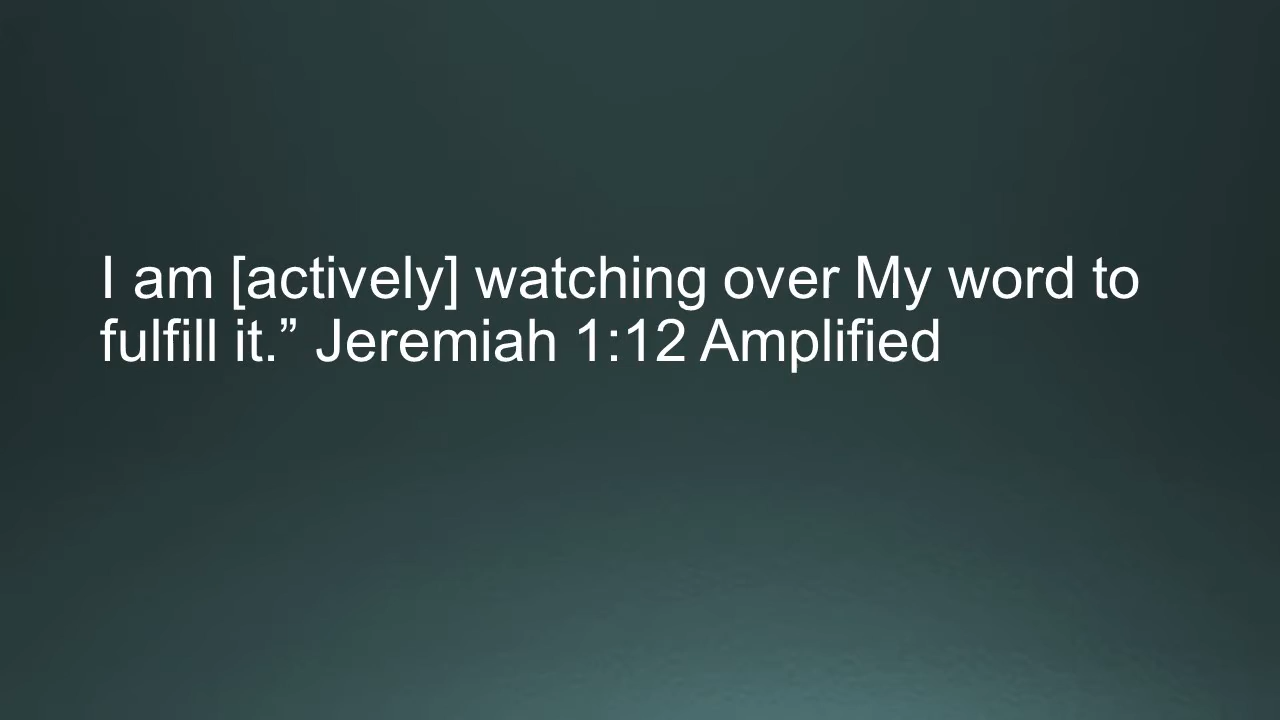 I am [actively] watching over My word to
fulfill it.” Jeremiah 1:12 Amplified